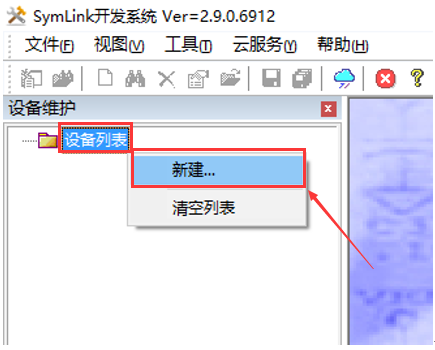 SymLink开发系统 Ver=2.9.0.6912
文件(F) 视图(V) 工具(T) 云服务(V) 帮助(H)
设备维护
设备列表
新建...
清空列表